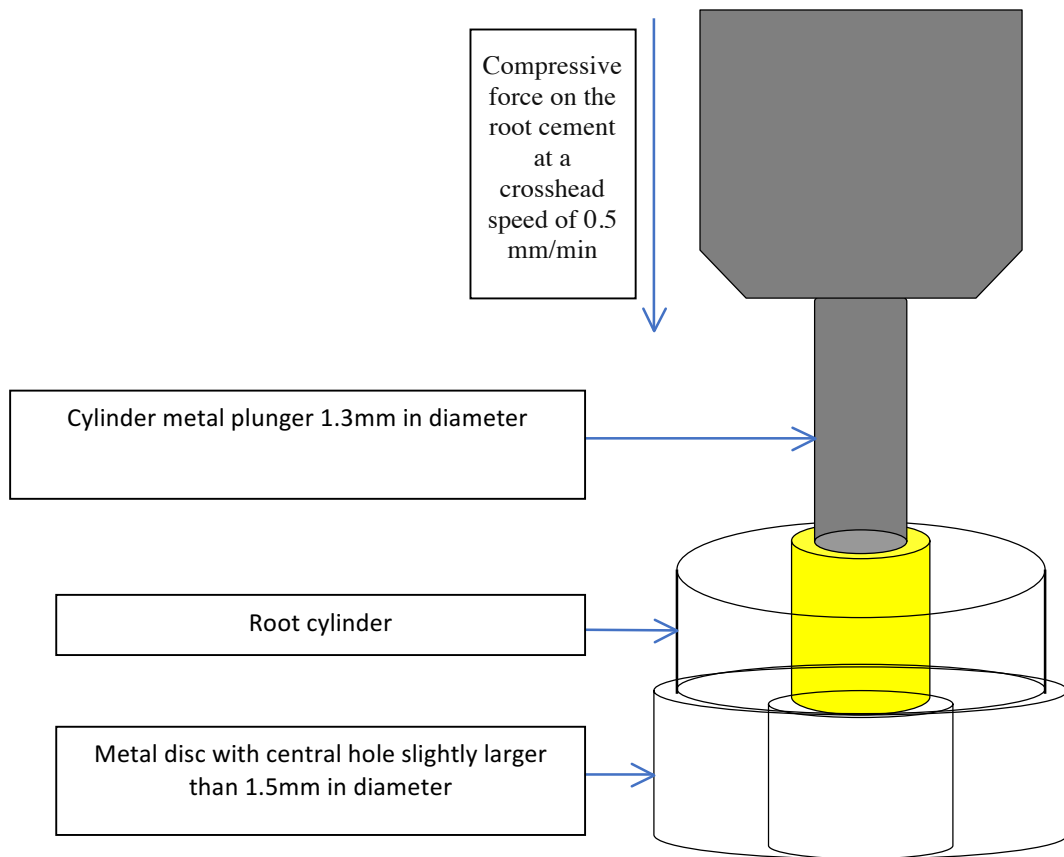 Compressive
force on the
root cement
at a
crosshead
speed of 0.5
mm/min
Cylinder metal plunger 1.3mm in diameter
Root cylinder
Metal disc with central hole slightly larger
than 1.5mm in diameter